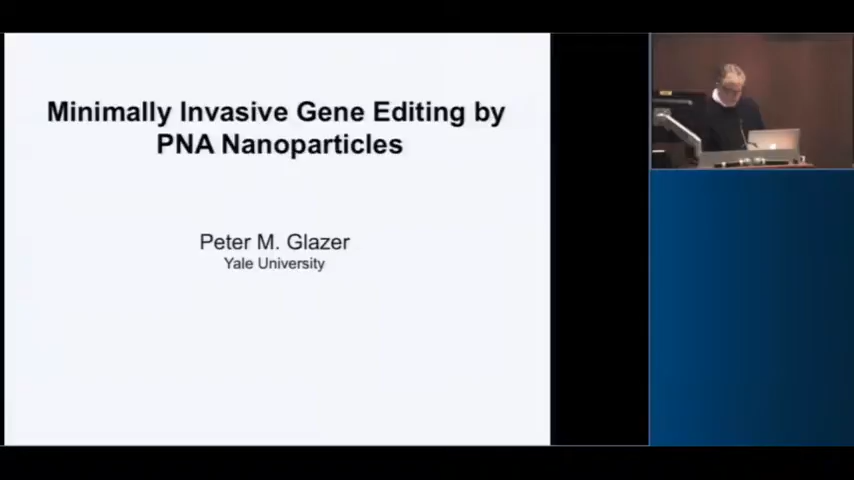 Minimally Invasive Gene Editing by
PNA Nanoparticles
Peter M. Glazer
Yale University